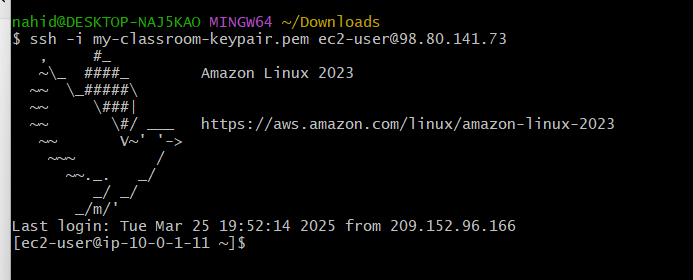 nahid@DESKTOP-NAJ5KAO MINGW64 ~/Downloads
$ ssh -i my-classroom-keypair.pem ec2-user@98.80.141.73
   ,     #_
   ~\_  ####_        Amazon Linux 2023
  ~~  \_#####\
  ~~     \###|
  ~~       \#/ ___   https://aws.amazon.com/linux/amazon-linux-2023
   ~~       V~' '->
    ~~~         /
      ~~._.   _/
         _/ _/
       _/m/'
Last login: Tue Mar 25 19:52:14 2025 from 209.152.96.166
[ec2-user@ip-10-0-1-11 ~]$